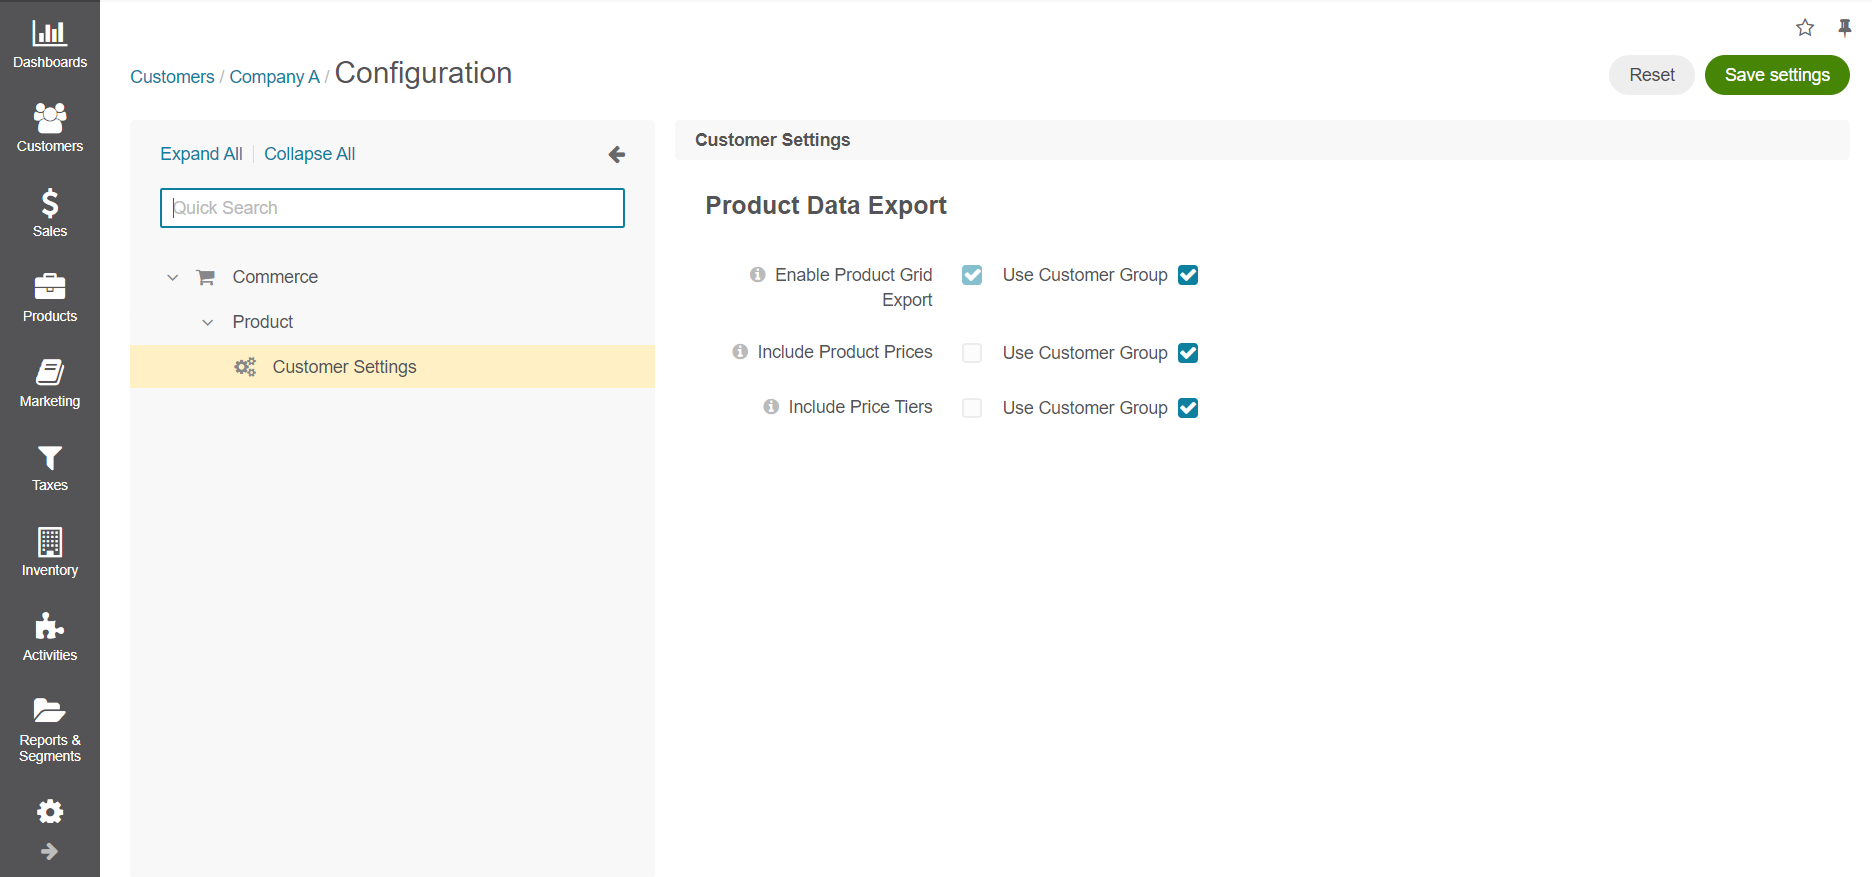 Dashboards
Customers
Sales
Products
Marketing
Taxes
Inventory
Activities
Reports &
Segments
Customers / Company A / Configuration
Reset
Save settings
Expand All
Collapse All
Quick Search
Commerce
Product
Customer Settings
Customer Settings
Product Data Export
Enable Product Grid
Export
Use Customer Group
Include Product Prices
Use Customer Group
Include Price Tiers
Use Customer Group